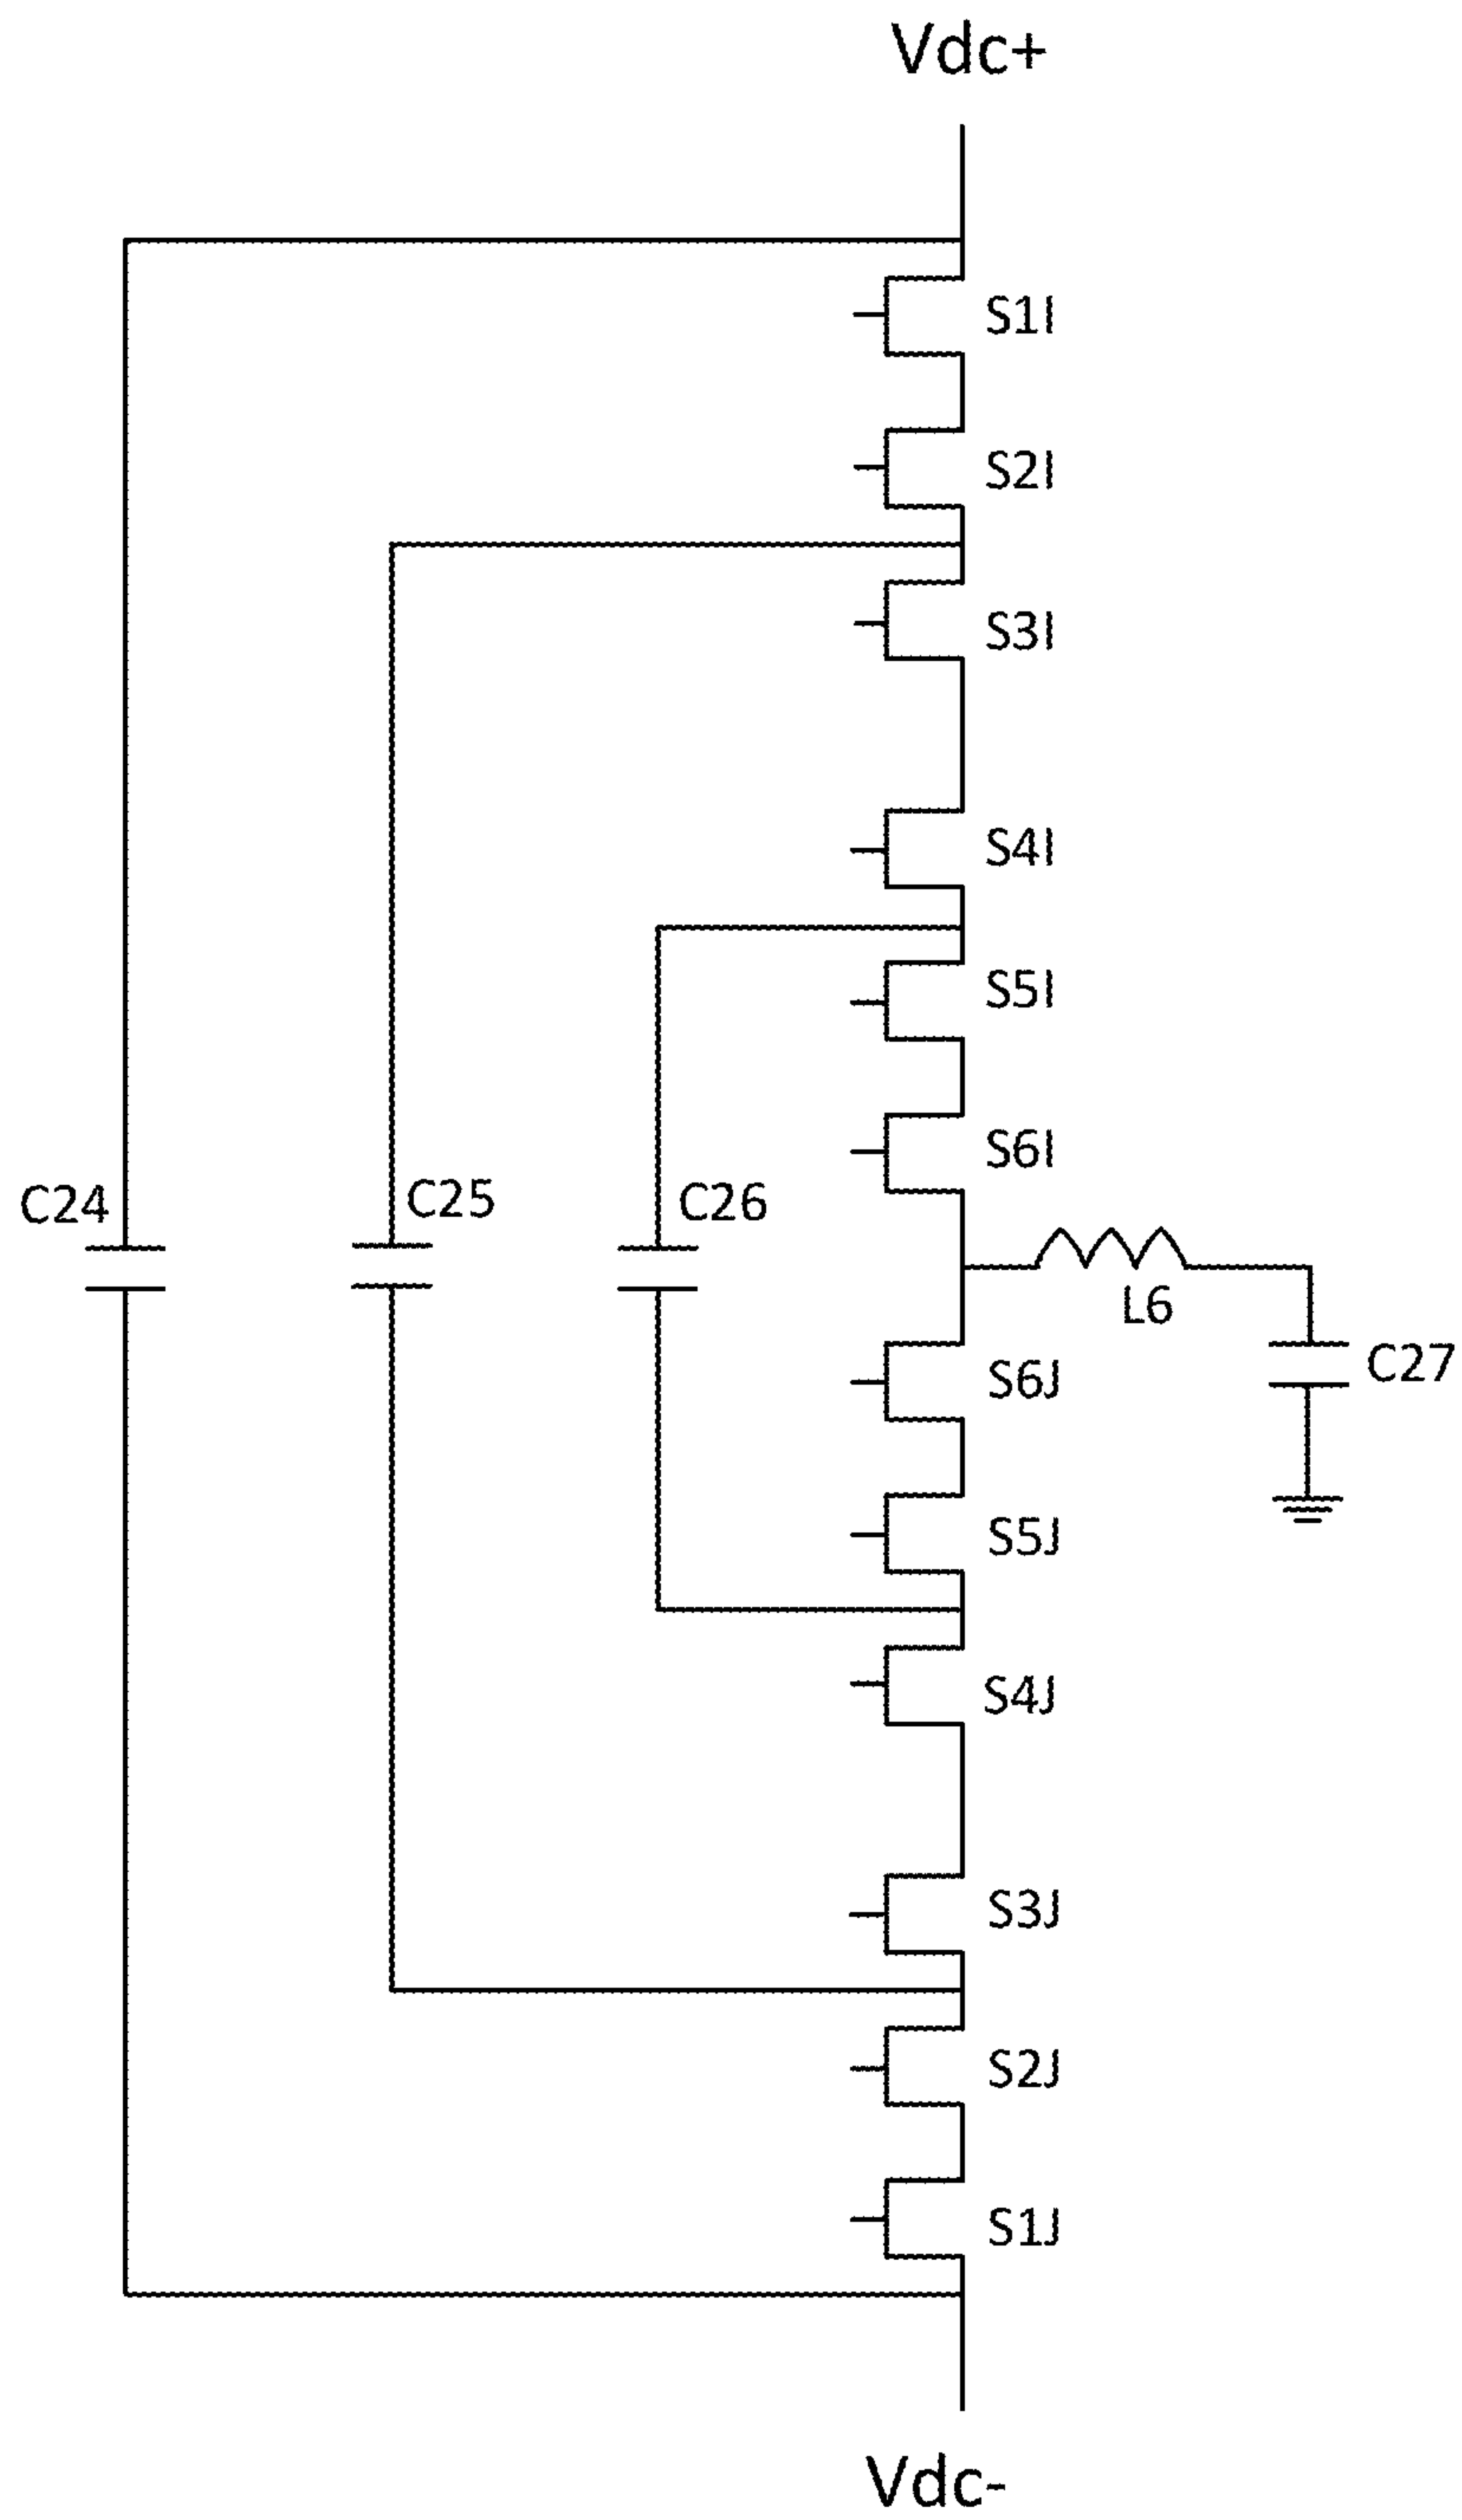 Vdc+
S1I
S2I
S3I
S4I
S5I
S6I
C24
C25
C26
L6
C27
S6J
S5J
S4J
S3J
S2J
S1J
Vdc-